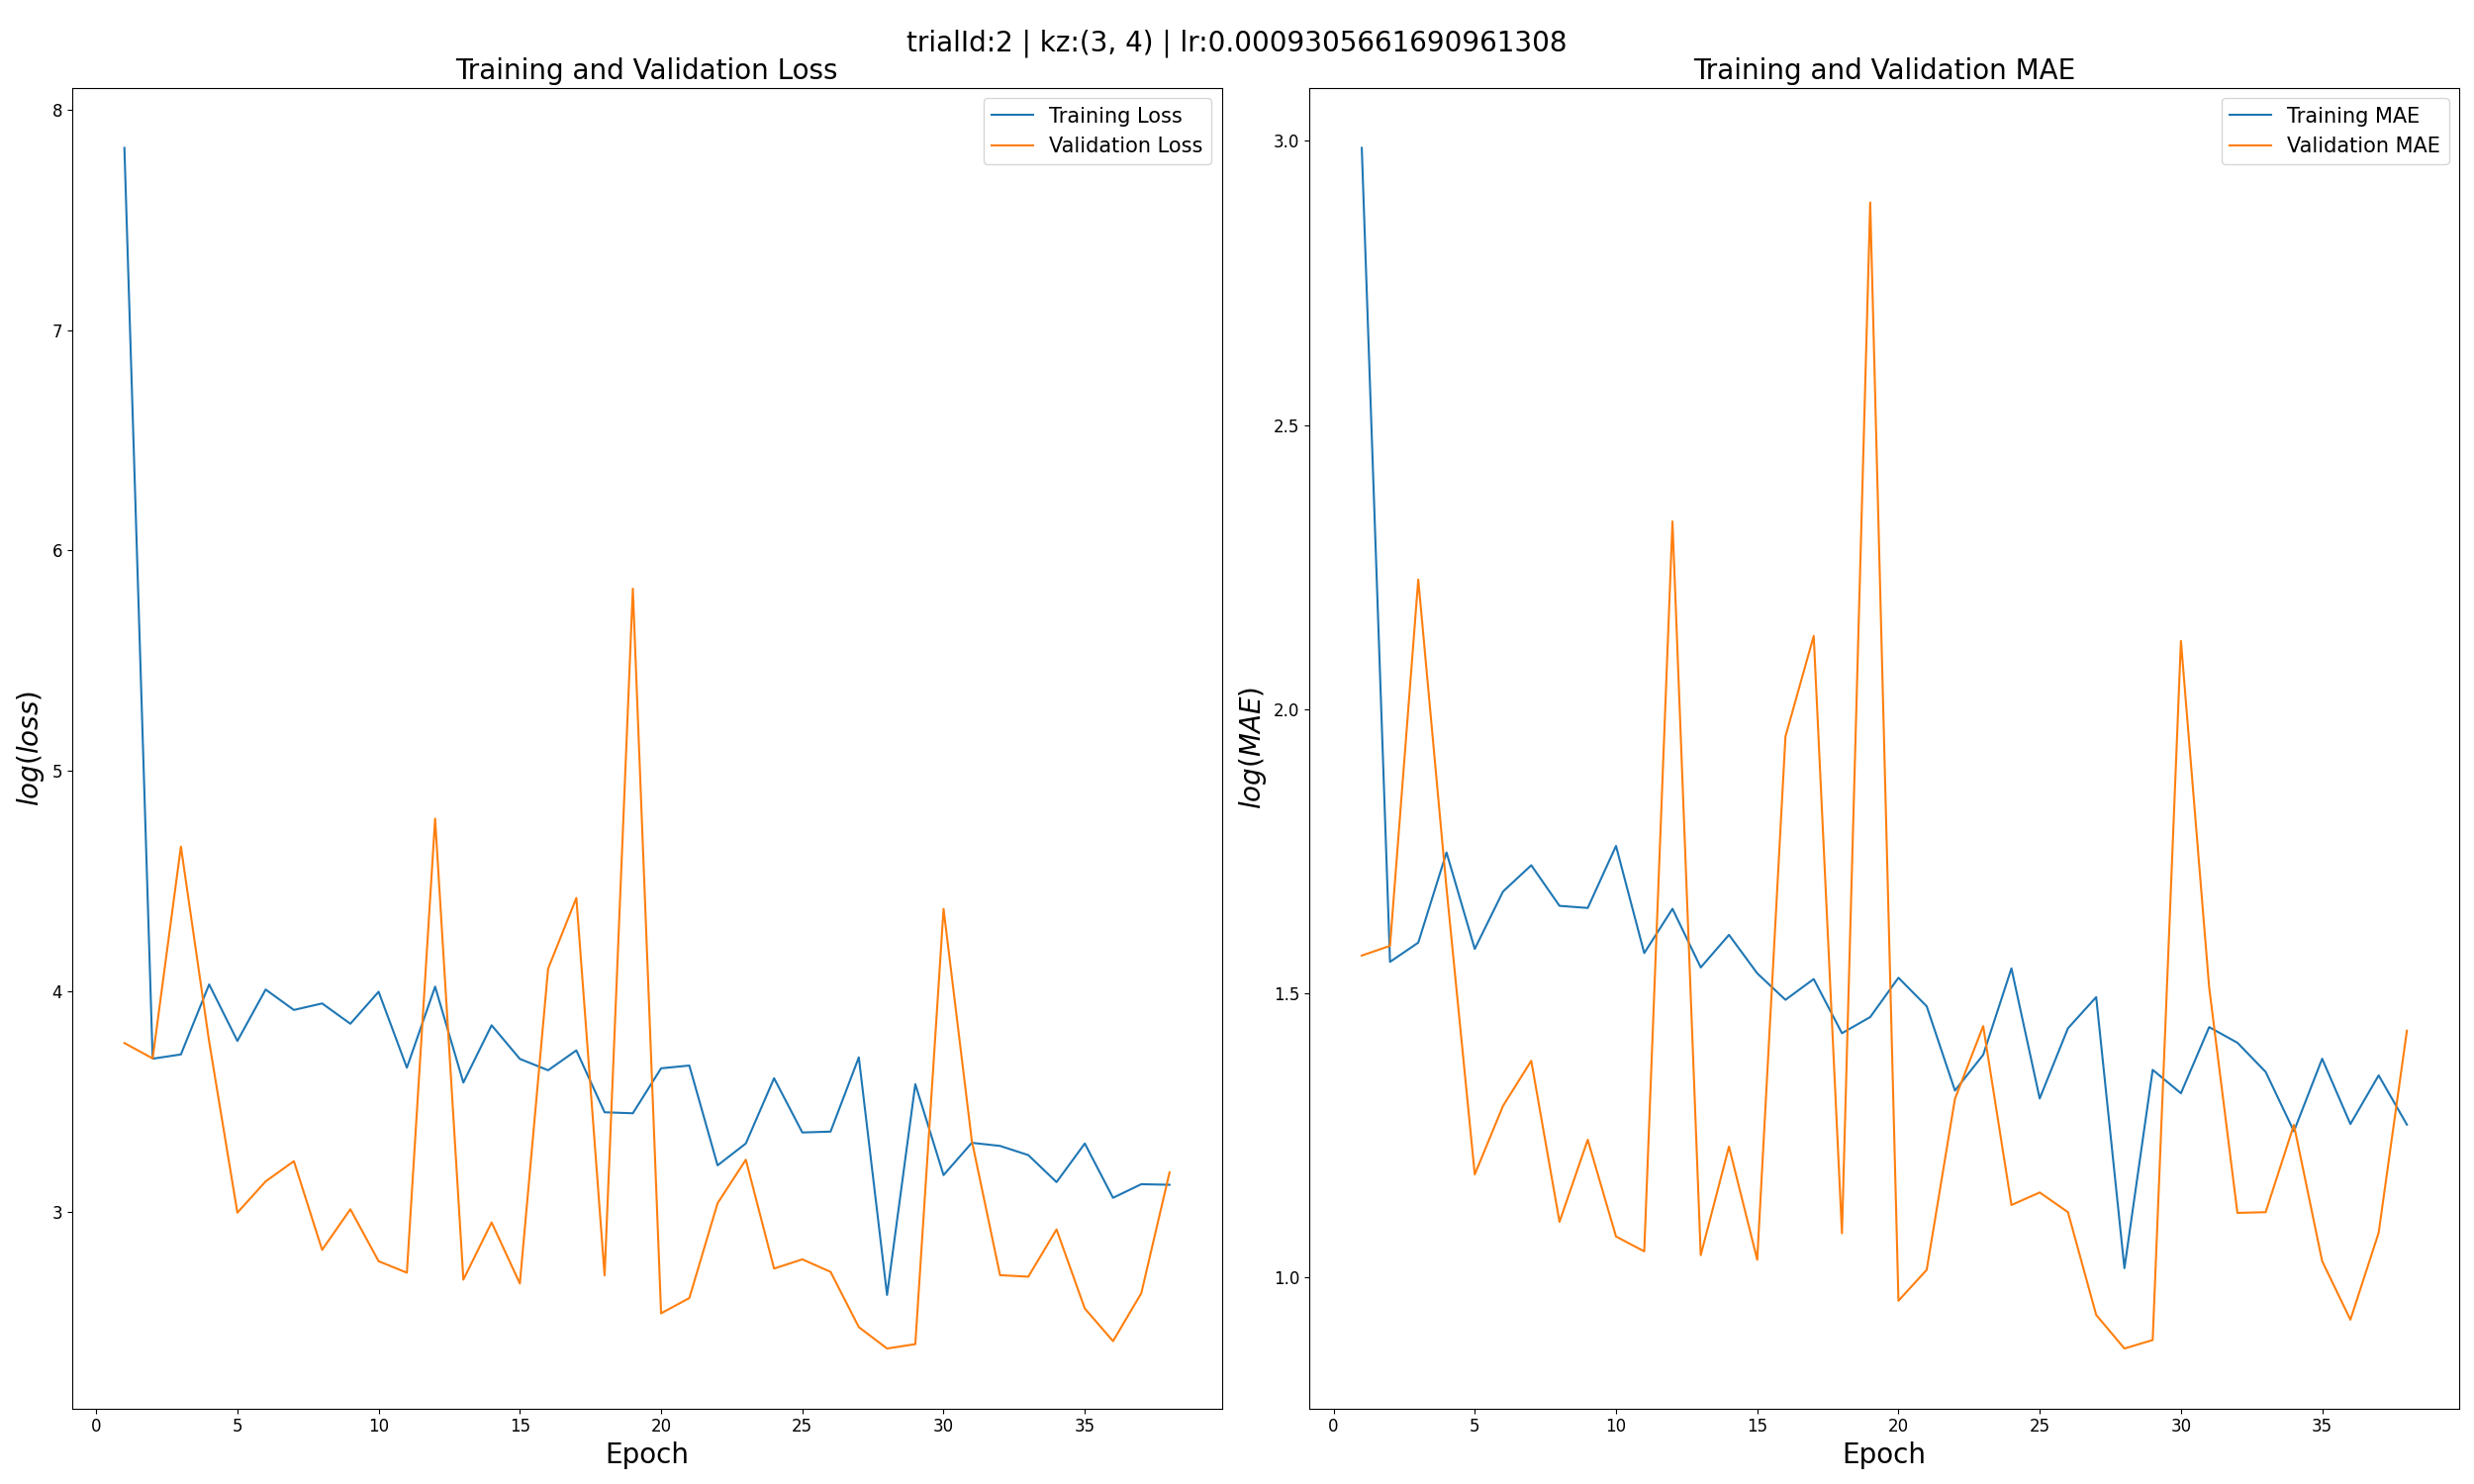 trialId:2 | kz:(3, 4) | lr:0.0009305661690961308
Training and Validation Loss
Training Loss
Validation Loss
8
7
6
5
4
3
log(loss)
0 5 10 15 20 25 30 35
Epoch
Training and Validation MAE
Training MAE
Validation MAE
3.0
2.5
2.0
1.5
1.0
log(MAE)
0 5 10 15 20 25 30 35
Epoch